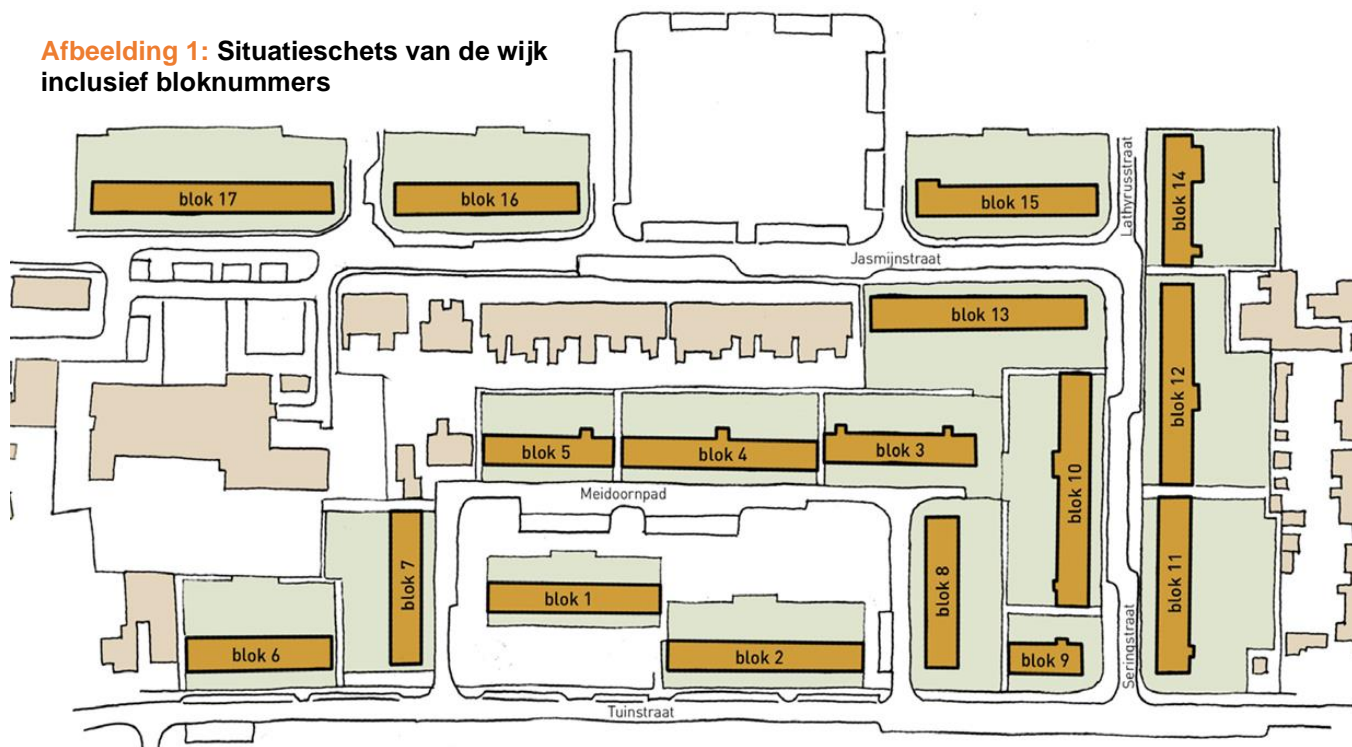 Afbeelding 1: Situatieschets van de wijk
inclusief bloknummers
blok 17
blok 16
blok 15
Lathyrusstraat
blok 14
Jasmijnstraat
blok 13
blok 12
blok 5
blok 4
blok 3
blok 10
Meidoornpad
blok 7
blok 1
blok 8
blok 11
blok 6
blok 2
blok 9
Seringstraat
Tuinstraat